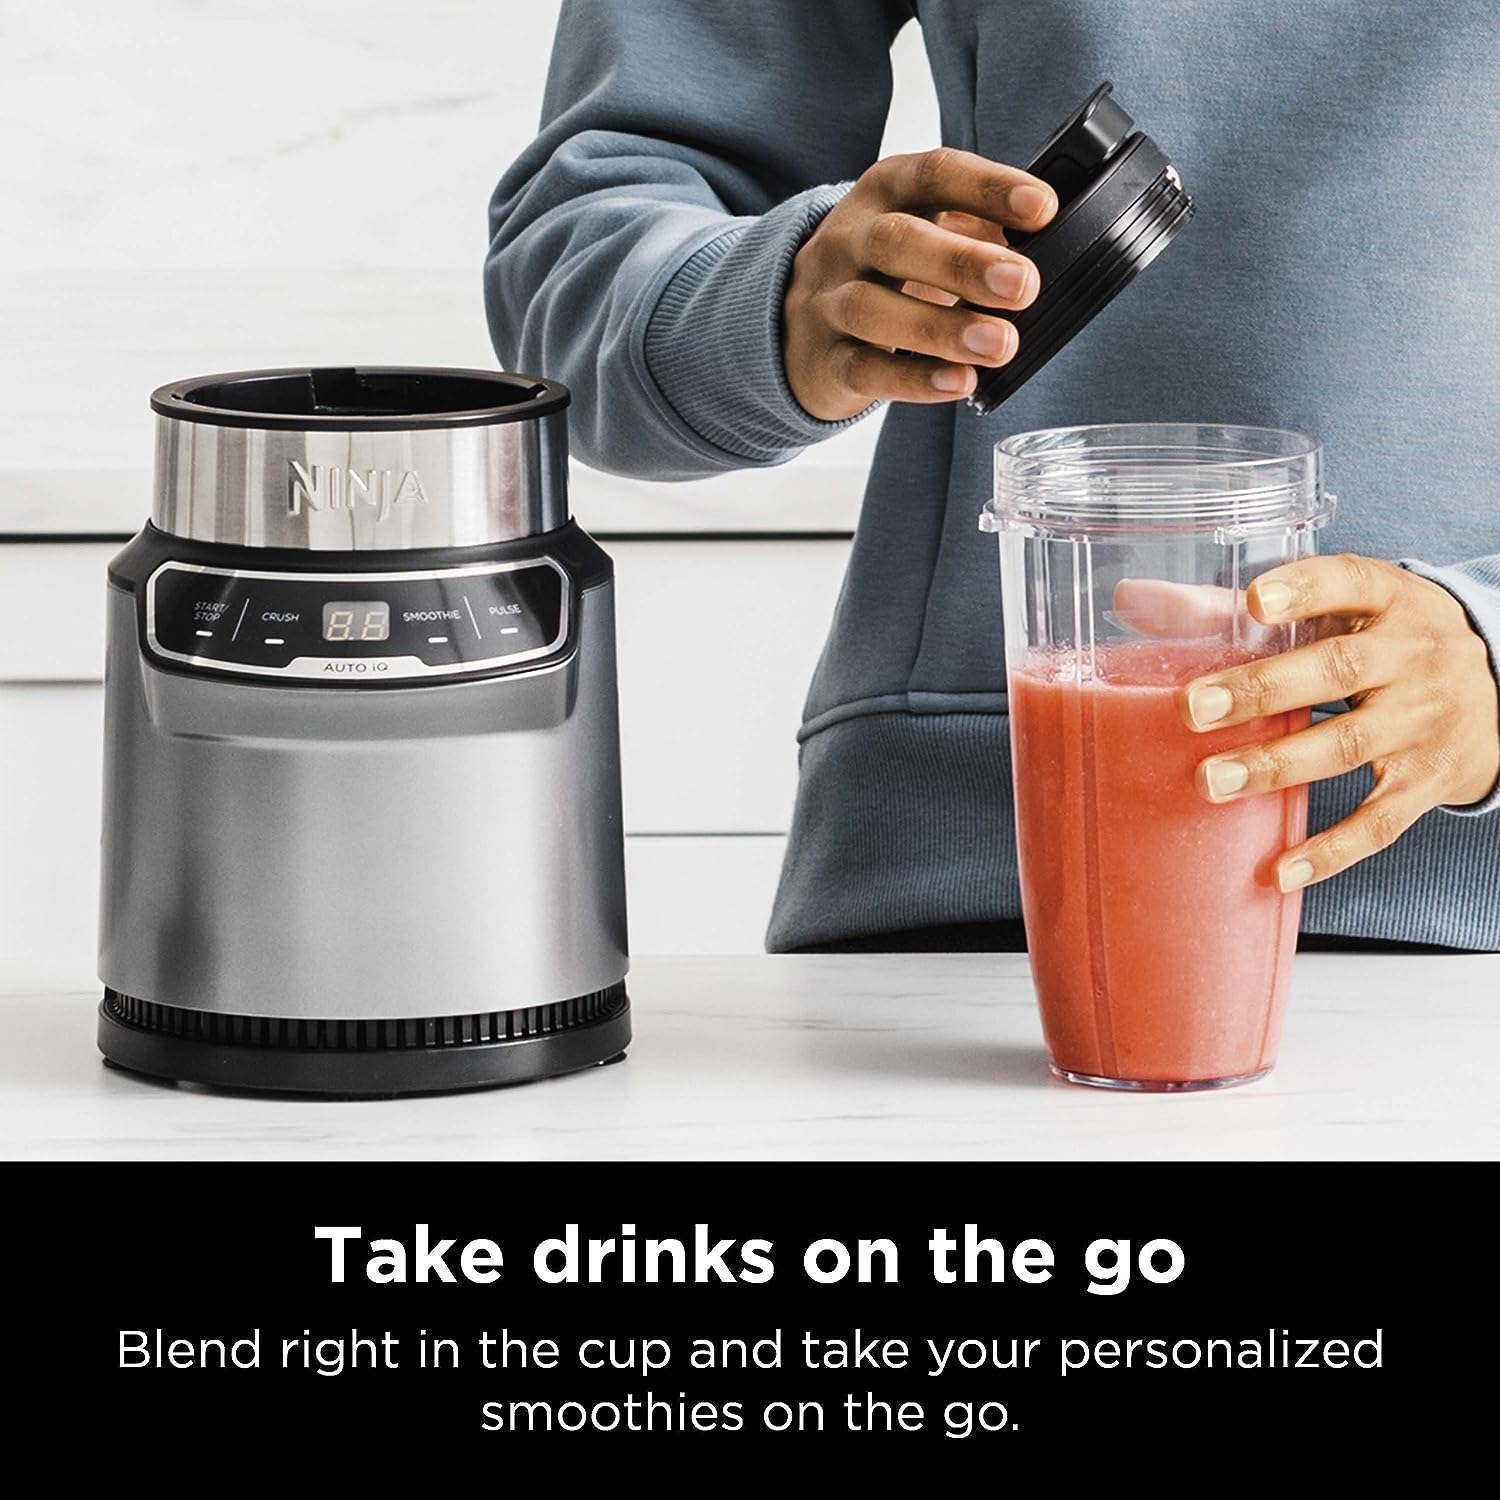 NINJA
START/
STOP
CRUSH
8.8
SMOOTHIE
PULSE
AUTO iQ
Take drinks on the go
Blend right in the cup and take your personalized
smoothies on the go.